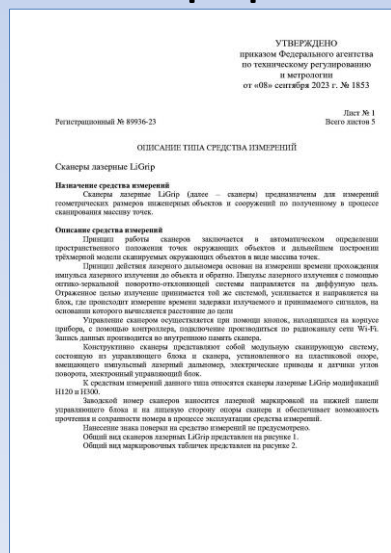 УТВЕРЖДЕНО
приказом Федерального агентства
по техническому регулированию
и метрологии
от «08» сентября 2023 г. № 1853
Лист № 1
Регистрационный № 89936-23 Всего листов 5
ОПИСАНИЕ ТИПА СРЕДСТВА ИЗМЕРЕНИЙ
Сканеры лазерные LiGrip
Назначение средства измерений
Сканеры лазерные LiGrip (далее – сканеры) предназначены для измерений
геометрических размеров инженерных объектов и сооружений по полученному в процессе
сканирования массиву точек.
Описание средства измерений
Принцип работы сканеров заключается в автоматическом определении
пространственного положения точек окружающих объектов и дальнейшем построении
трёхмерной модели сканируемых окружающих объектов в виде массива точек.
Принцип действия лазерного дальномера основан на измерении времени прохождения
импульса лазерного излучения до объекта и обратно. Импульс лазерного излучения с помощью
оптико-зеркальной поворотно-отклоняющей системы направляется на диффузную цель.
Отраженное целью излучение принимается той же системой, усиливается и направляется на
блок, где происходит измерение времени задержки излучаемого и принимаемого сигналов, на
основании которого вычисляется расстояние до цели
Управление сканером осуществляется при помощи кнопок, находящихся на корпусе
прибора, с помощью контроллера, подключение производиться по радиоканалу сети Wi-Fi.
Запись данных производится во внутреннюю память сканера.
Конструктивно сканеры представляют собой модульную сканирующую систему,
состоящую из управляющего блока и сканера, установленного на пластиковой опоре,
вмещающего импульсный лазерный дальномер, электрические приводы и датчики углов
поворота, электронный управляющий блок.
К средствам измерений данного типа относятся сканеры лазерные LiGrip модификаций
H120 и H300.
Заводской номер сканеров наносится лазерной маркировкой на нижней панели
управляющего блока и на лицевую сторону опоры сканера и обеспечивает возможность
прочтения и сохранности номера в процессе эксплуатации средства измерений.
Нанесение знака поверки на средство измерений не предусмотрено.
Общий вид сканеров лазерных LiGrip представлен на рисунке 1.
Общий вид маркировочных табличек представлен на рисунке 2.